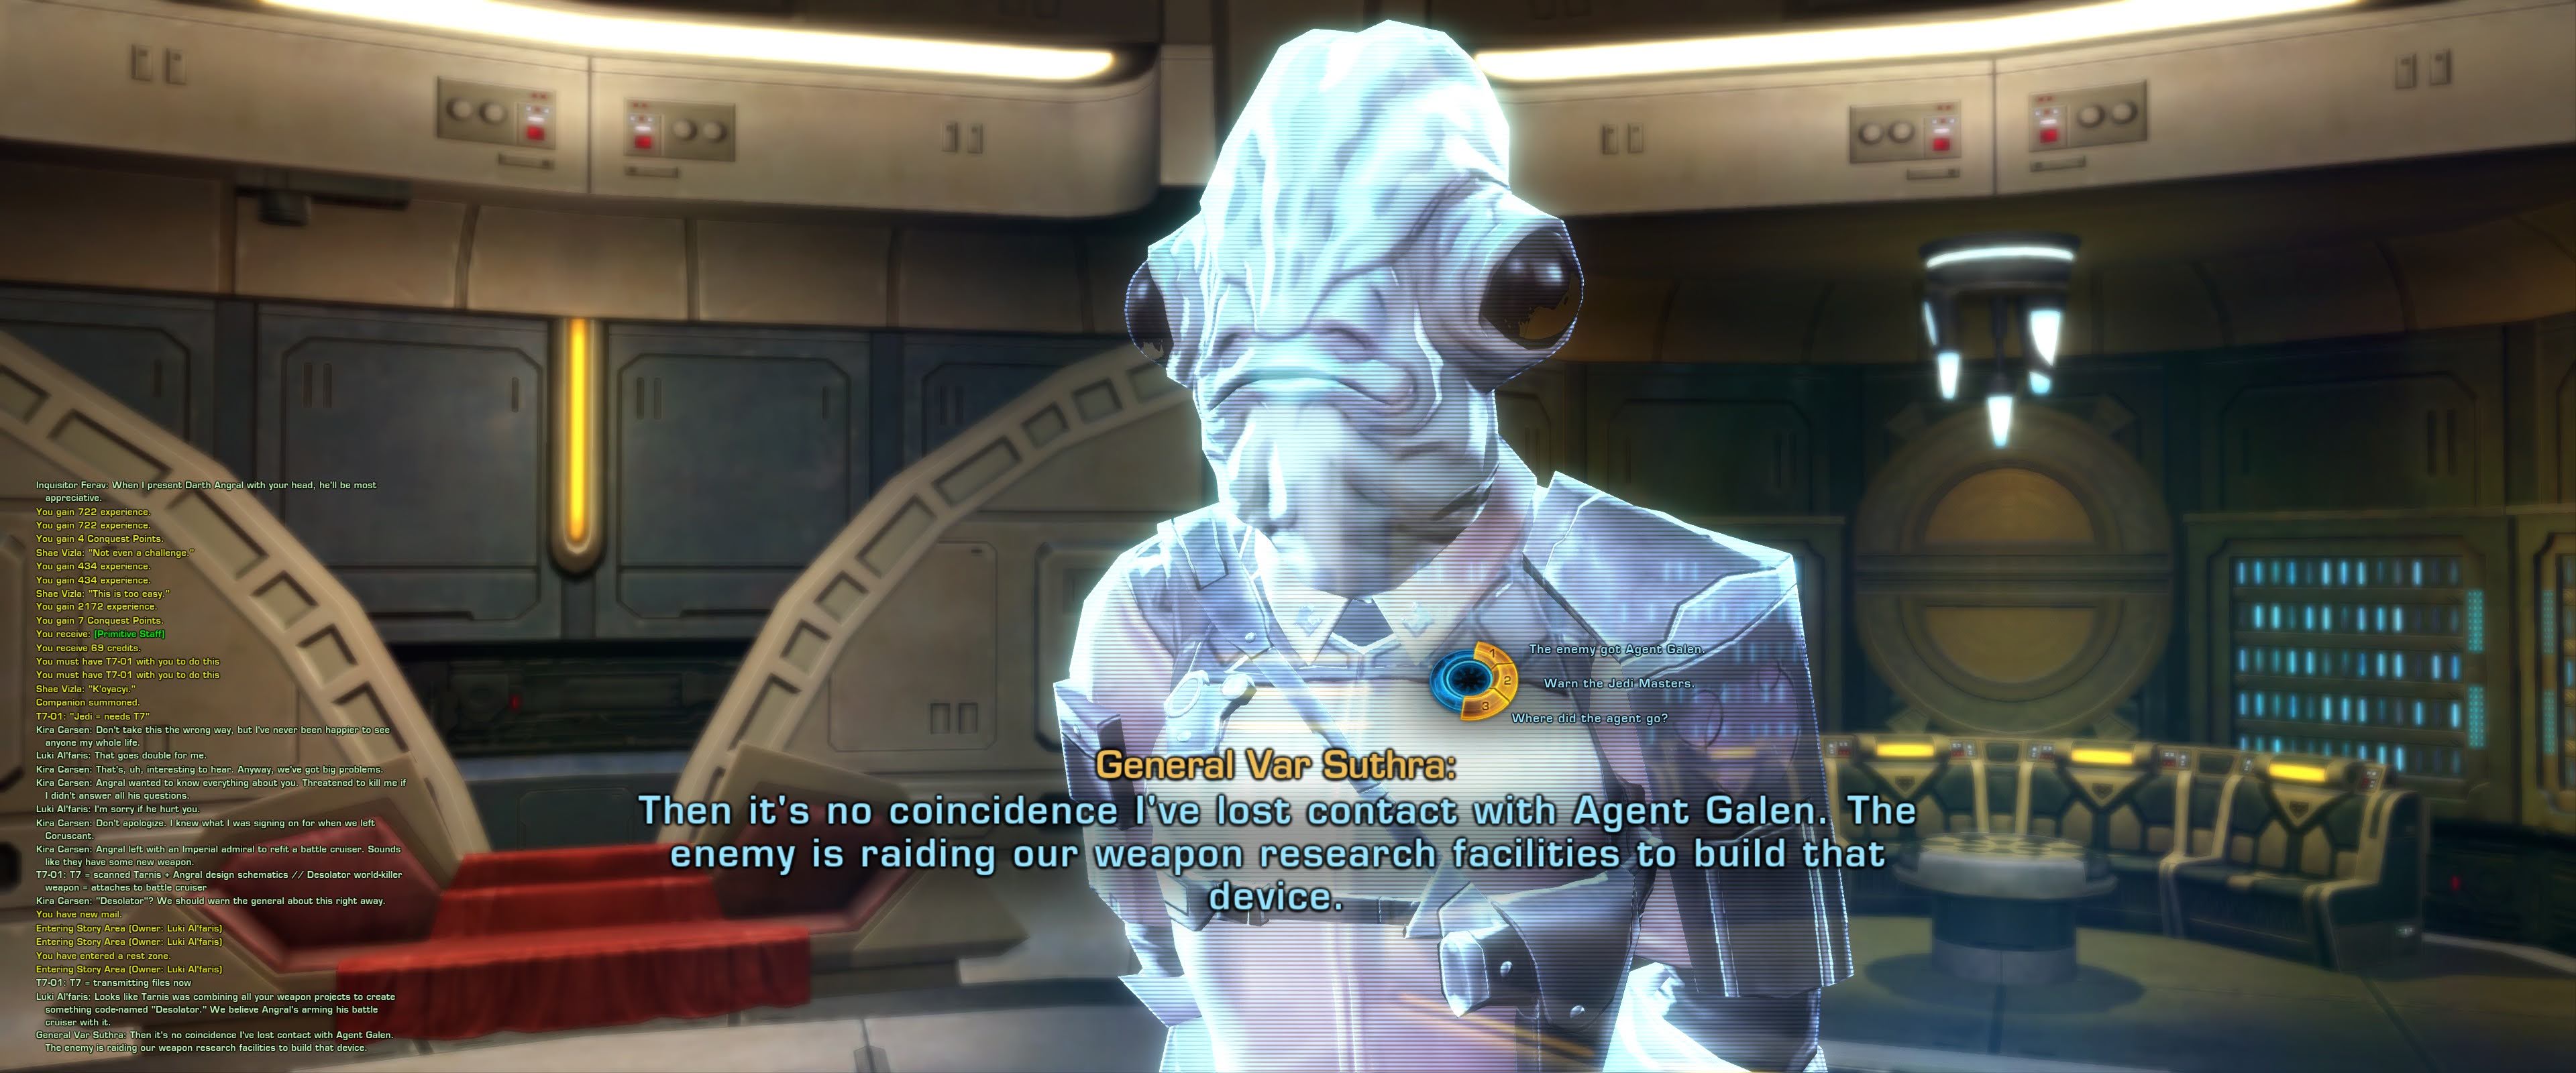 Inquisitor Ferav: When I present Darth Angral with your head, he'll be most
appreciative.
You gain 722 experience.
You gain 722 experience.
You gain 4 Conquest Points.
Shae Vizla: "Not even a challenge."
You gain 434 experience.
You gain 434 experience.
Shae Vizla: "This is too easy."
You gain 2172 experience.
You gain 7 Conquest Points.
You receive: [Primitive Staff]
You receive 69 credits.
You must have T7-O1 with you to do this
You must have T7-O1 with you to do this
Shae Vizla: "K'oyacyi."
Companion summoned.
T7-O1: "Jedi = needs T7"
Kira Carsen: Don't take this the wrong way, but I've never been happier to see
anyone my whole life.
Luki Al'faris: That goes double for me.
Kira Carsen: That's, uh, interesting to hear. Anyway, we've got big problems.
Kira Carsen: Angral wanted to know everything about you. Threatened to kill me if
I didn't answer all his questions.
Luki Al'faris: I'm sorry if he hurt you.
Kira Carsen: Don't apologize. I knew what I was signing on for when we left
Coruscant.
Kira Carsen: Angral left with an Imperial admiral to refit a battle cruiser. Sounds
like they have some new weapon.
T7-O1: T7 = scanned Tarnis + Angral design schematics // Desolator world-killer
weapon = attaches to battle cruiser
Kira Carsen: "Desolator"? We should warn the general about this right away.
You have new mail.
Entering Story Area (Owner: Luki Al'faris)
Entering Story Area (Owner: Luki Al'faris)
You have entered a rest zone.
Entering Story Area (Owner: Luki Al'faris)
T7-O1: T7 = transmitting files now
Luki Al'faris: Looks like Tarnis was combining all your weapon projects to create
something code-named "Desolator." We believe Angral's arming his battle
cruiser with it.
General Var Suthra: Then it's no coincidence I've lost contact with Agent Galen.
The enemy is raiding our weapon research facilities to build that device.
1 The enemy got Agent Galen.
2 Warn the Jedi Masters.
3 Where did the agent go?
General Var Suthra:
Then it's no coincidence I've lost contact with Agent Galen. The
enemy is raiding our weapon research facilities to build that
device.